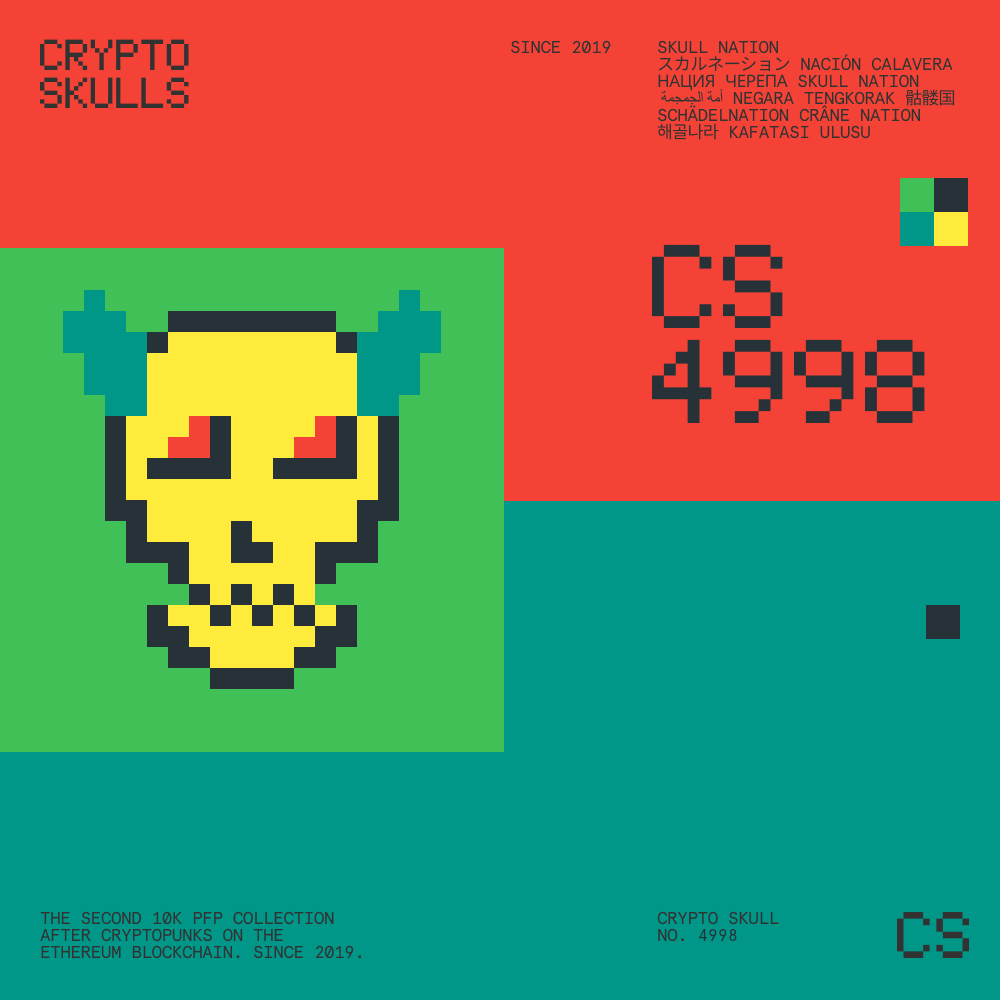 CRYPTO
SKULLS
SINCE 2019
SKULL NATION
スカルネーション NACIÓN CALAVERA
НАЦИЯ ЧЕРЕПА SKULL NATION
أمة الجمجمة NEGARA TENGKORAK 骷髅国
SCHÄDELNATION CRÂNE NATION
해골나라 KAFATASI ULUSU
CS
4998
THE SECOND 10K PFP COLLECTION
AFTER CRYPTOPUNKS ON THE
ETHEREUM BLOCKCHAIN. SINCE 2019.
CRYPTO SKULL
NO. 4998
CS